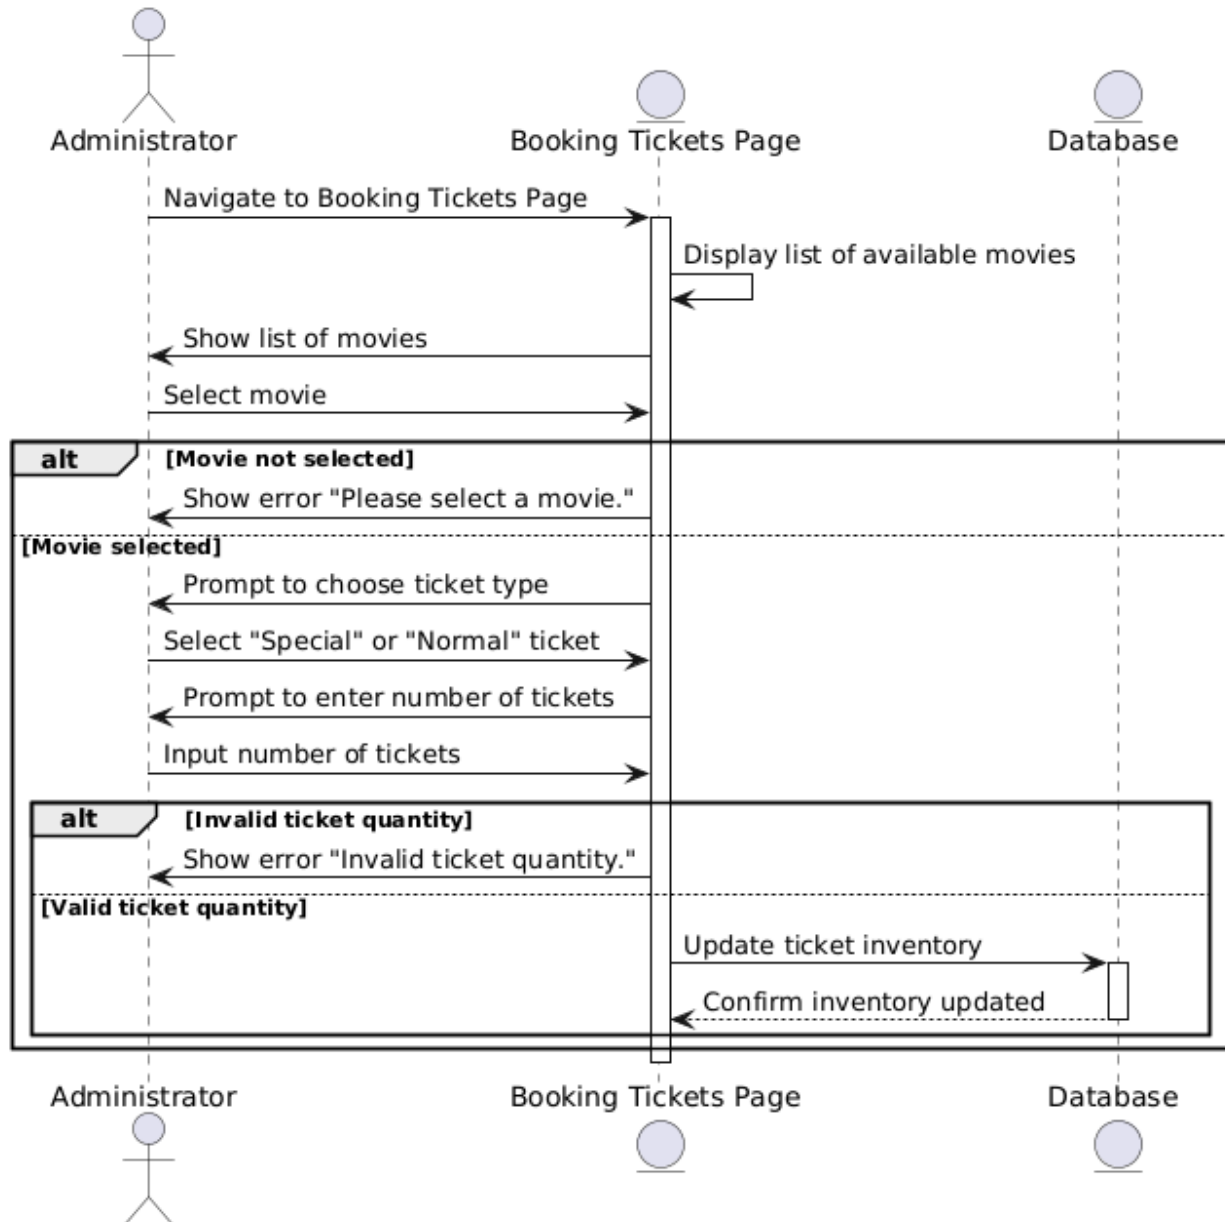 Administrator
Booking Tickets Page
Database
Navigate to Booking Tickets Page
Display list of available movies
Show list of movies
Select movie
alt
[Movie not selected]
Show error "Please select a movie."
[Movie selected]
Prompt to choose ticket type
Select "Special" or "Normal" ticket
Prompt to enter number of tickets
Input number of tickets
alt
[Invalid ticket quantity]
Show error "Invalid ticket quantity."
[Valid ticket quantity]
Update ticket inventory
Confirm inventory updated
Administrator
Booking Tickets Page
Database